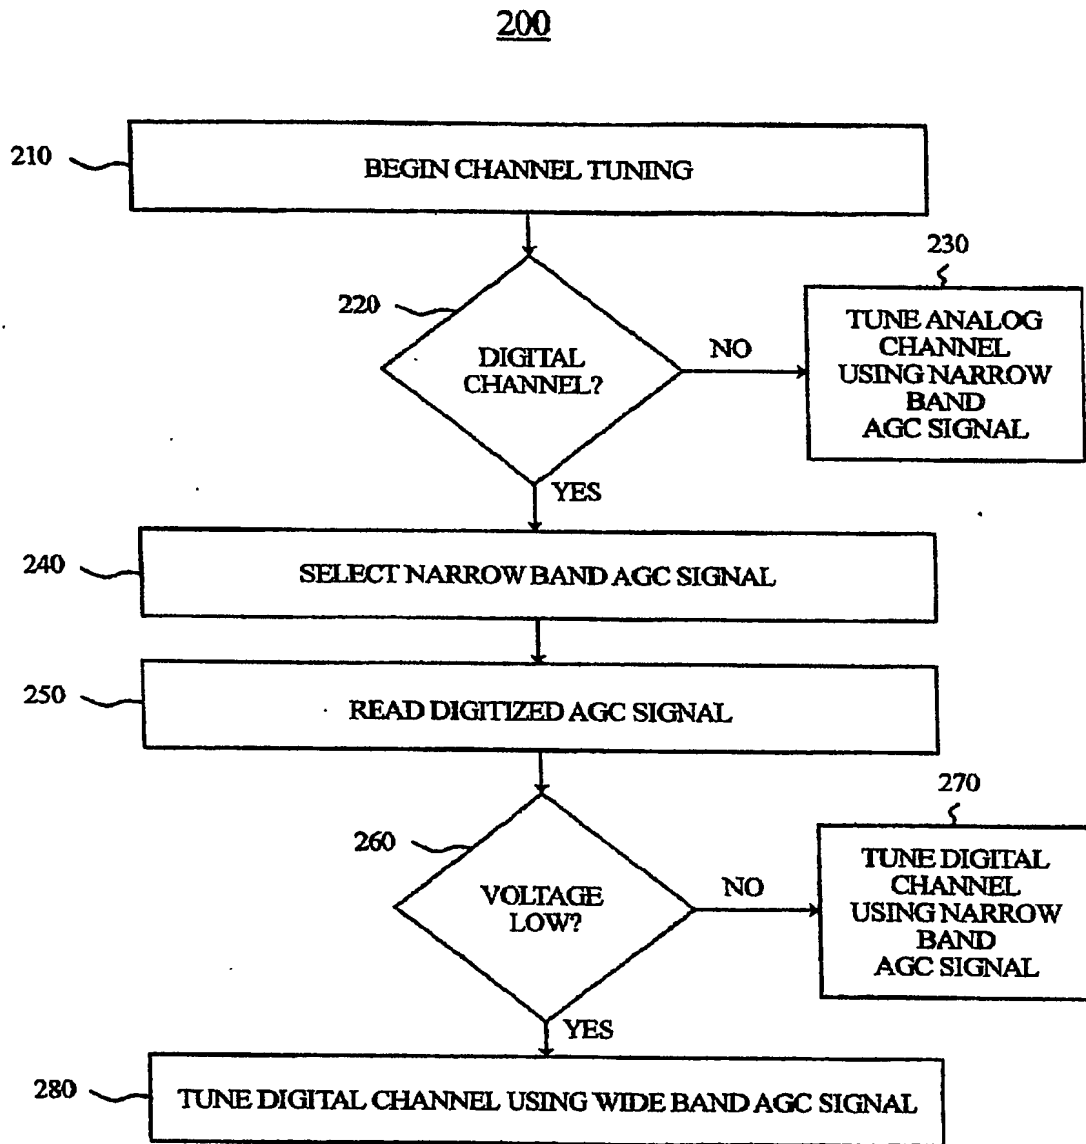 200
210
BEGIN CHANNEL TUNING
220
DIGITAL
CHANNEL?
NO
230
TUNE ANALOG
CHANNEL
USING NARROW
BAND
AGC SIGNAL
YES
240
SELECT NARROW BAND AGC SIGNAL
250
READ DIGITIZED AGC SIGNAL
260
VOLTAGE
LOW?
NO
270
TUNE DIGITAL
CHANNEL
USING NARROW
BAND
AGC SIGNAL
YES
280
TUNE DIGITAL CHANNEL USING WIDE BAND AGC SIGNAL